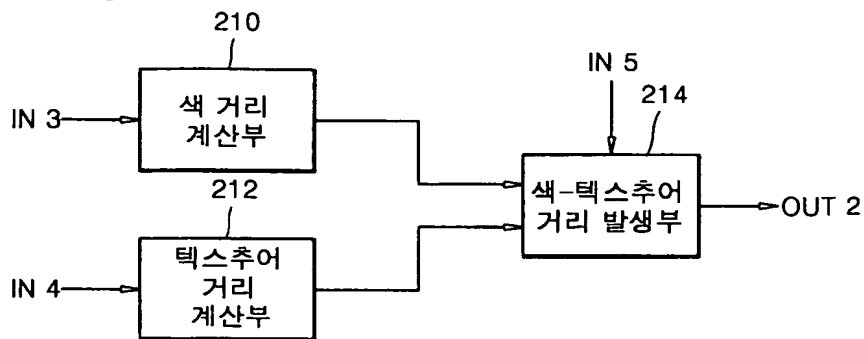 210
IN 3
색 거리
계산부
IN 5
214
색-텍스추어
거리 발생부
OUT 2
212
IN 4
텍스추어
거리
계산부